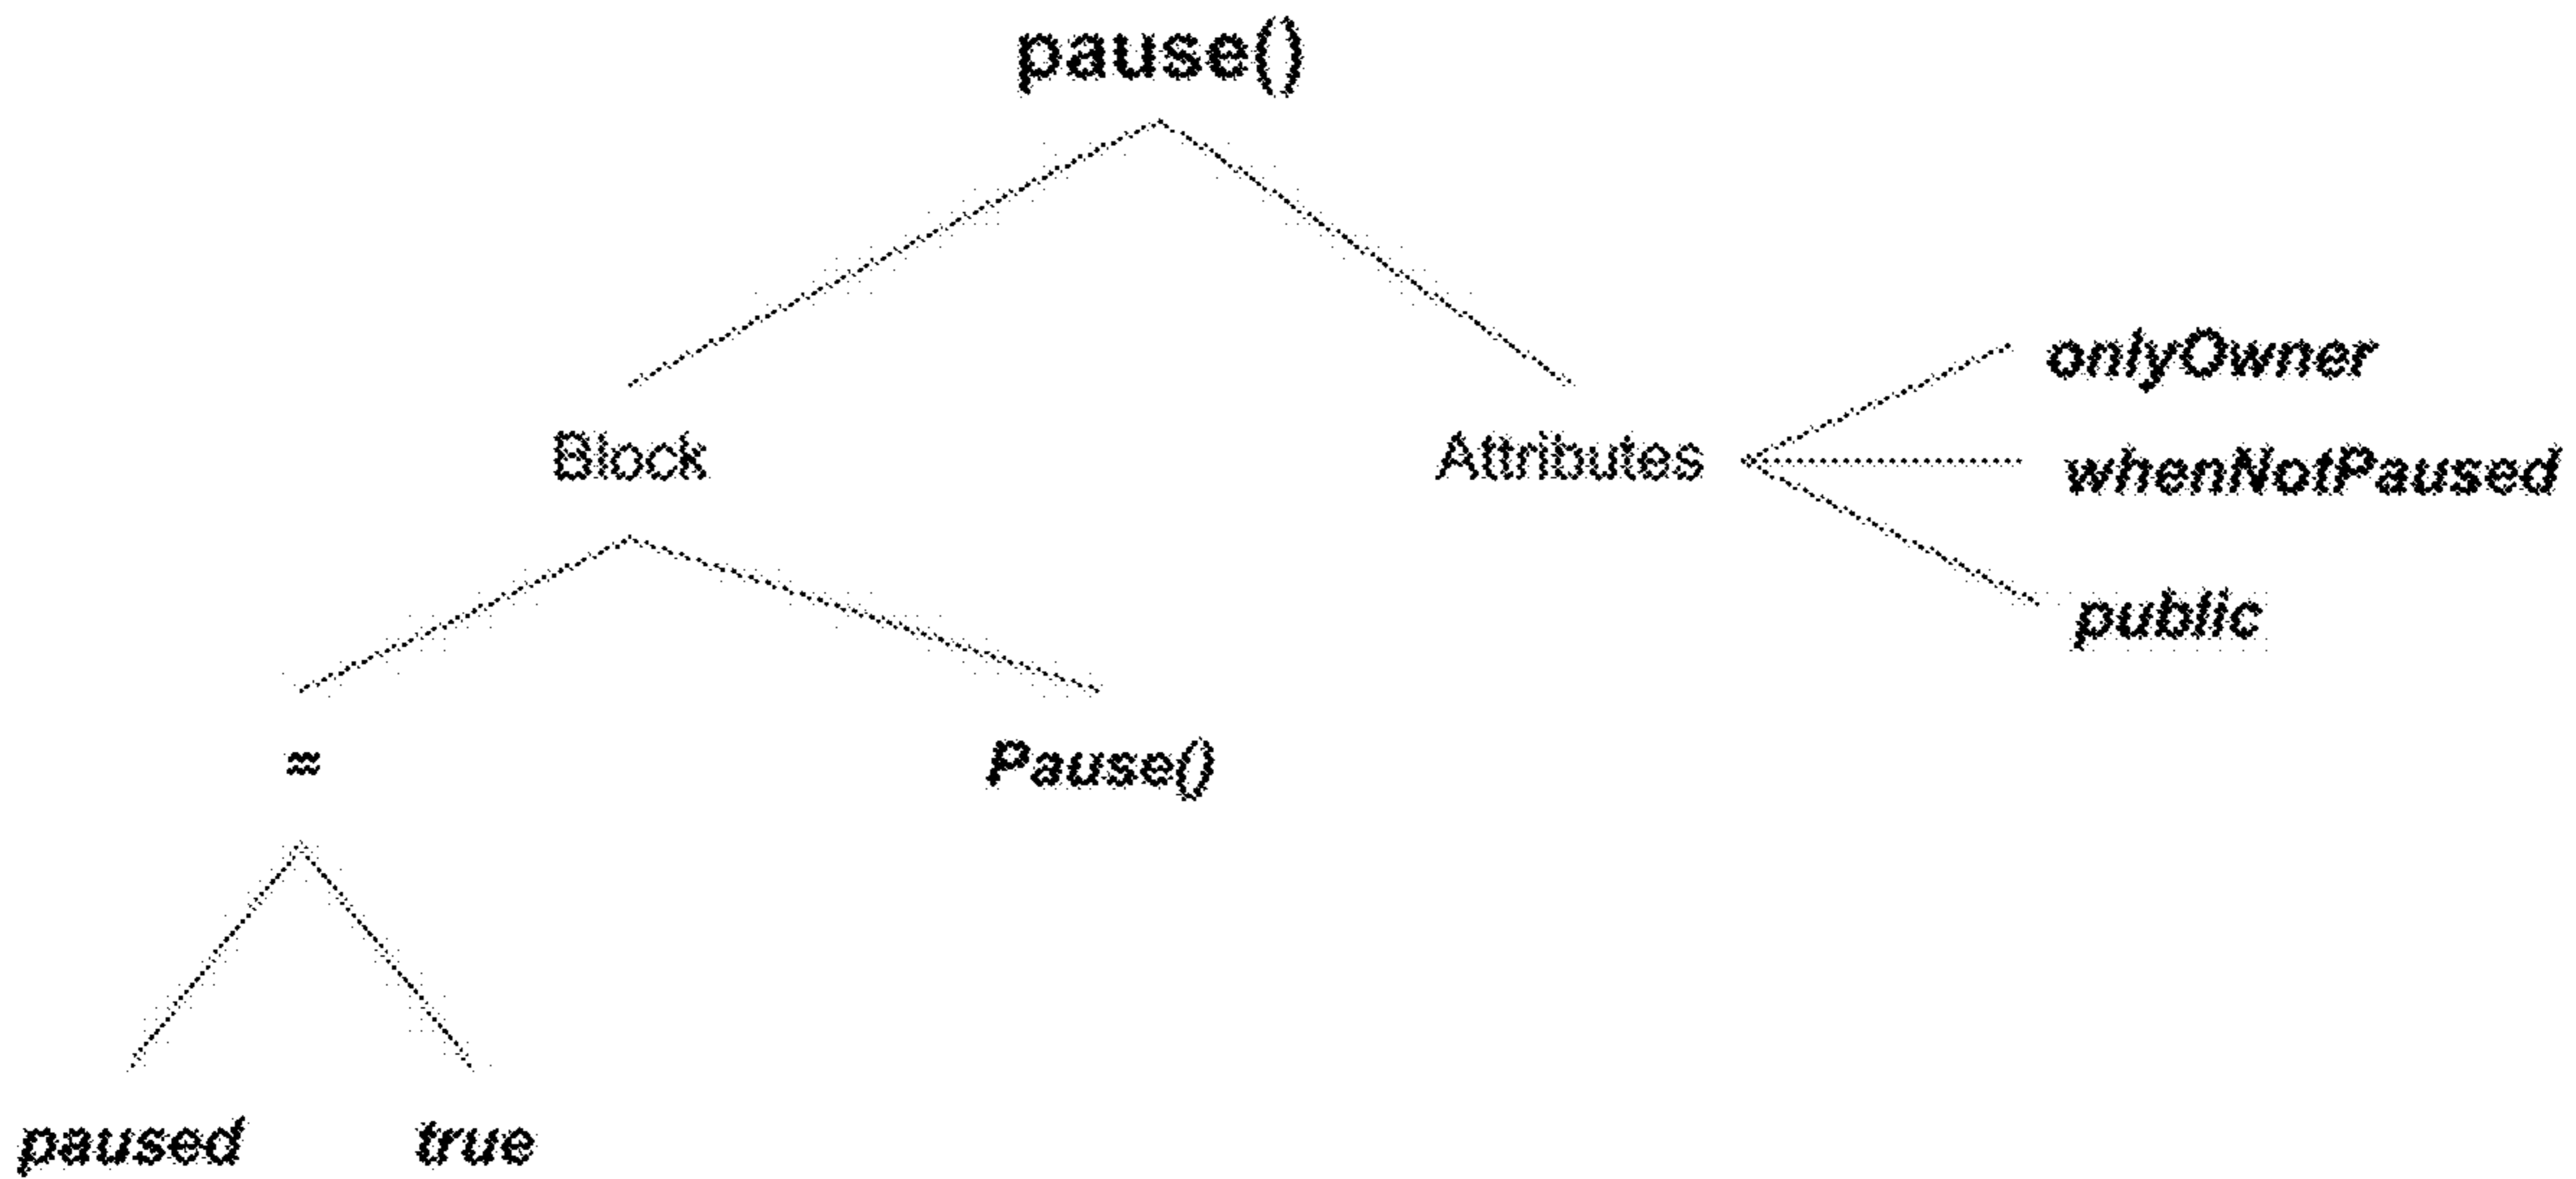 pause()
onlyOwner
Block
Attributes
whenNotPaused
public
=
Pause()
paused
true